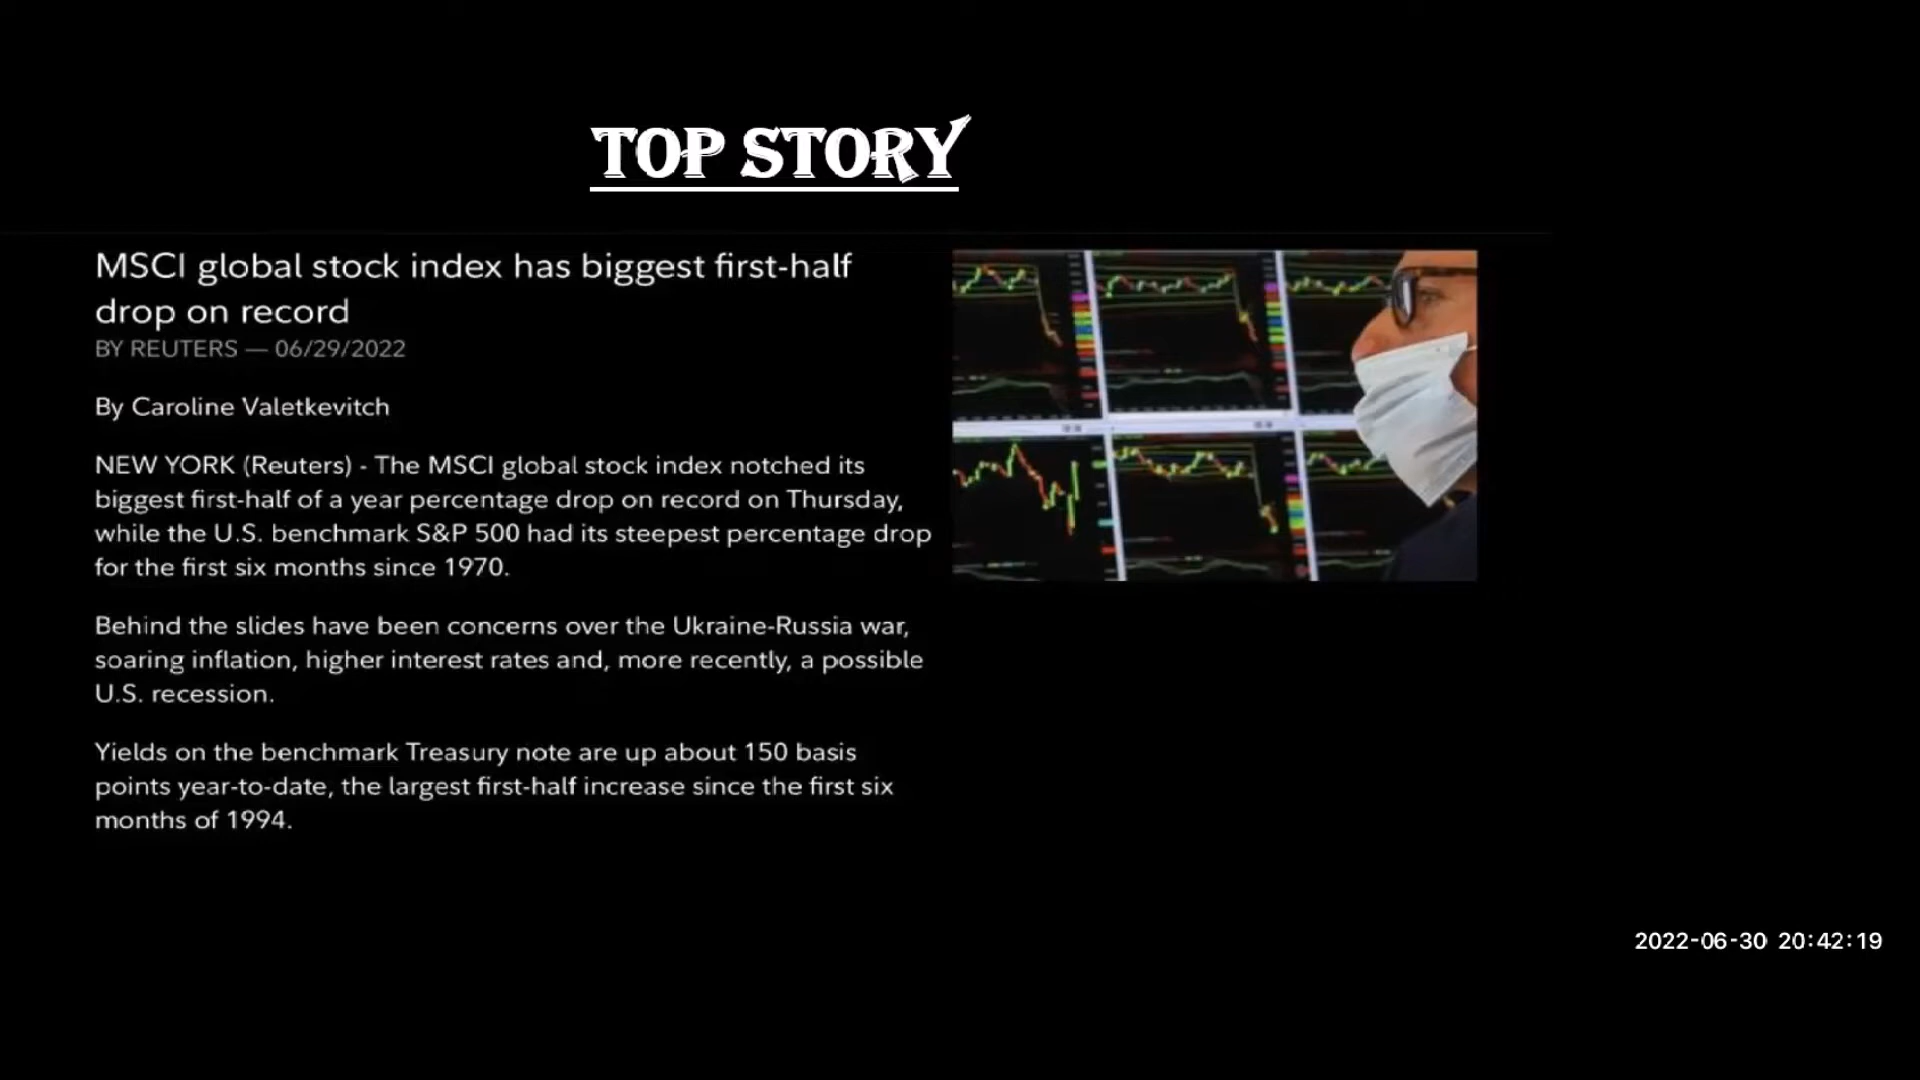 TOP STORY
MSCI global stock index has biggest first-half
drop on record
BY REUTERS — 06/29/2022
By Caroline Valetkevitch
NEW YORK (Reuters) - The MSCI global stock index notched its
biggest first-half of a year percentage drop on record on Thursday,
while the U.S. benchmark S&P 500 had its steepest percentage drop
for the first six months since 1970.
Behind the slides have been concerns over the Ukraine-Russia war,
soaring inflation, higher interest rates and, more recently, a possible
U.S. recession.
Yields on the benchmark Treasury note are up about 150 basis
points year-to-date, the largest first-half increase since the first six
months of 1994.
2022-06-30 20:42:19